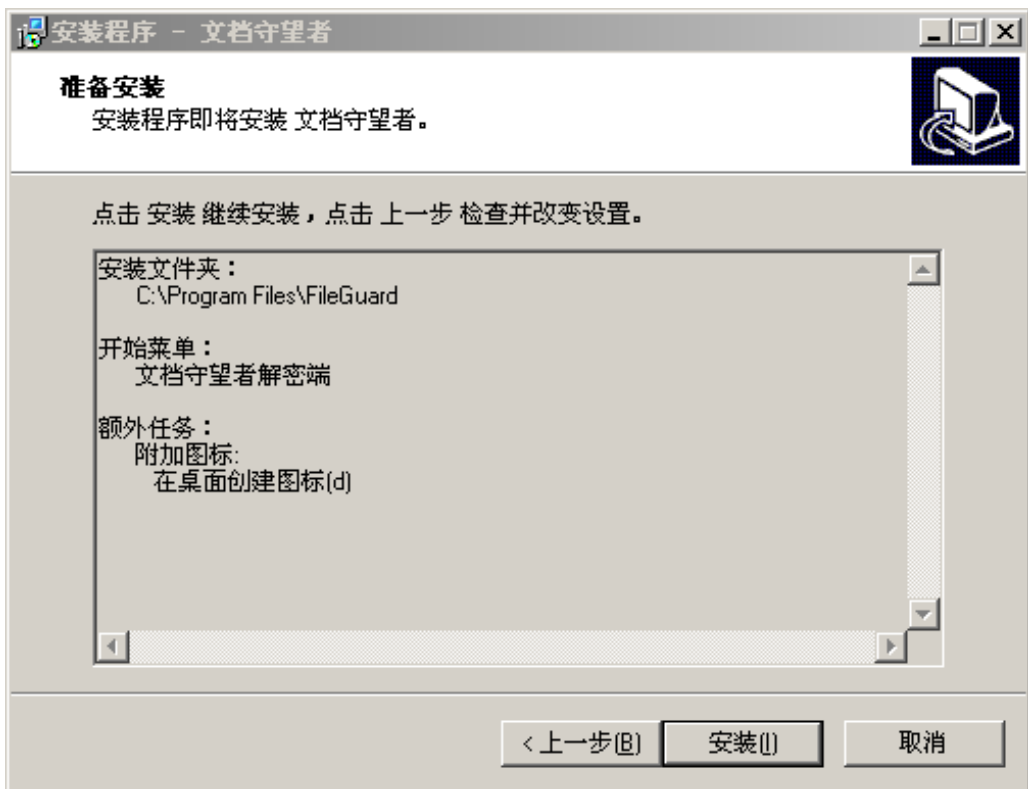 安装程序 - 文档守望者
准备安装
安装程序即将安装 文档守望者。
点击 安装 继续安装，点击 上一步 检查并改变设置。
安装文件夹：
C:\Program Files\FileGuard
开始菜单：
文档守望者解密端
额外任务：
附加图标:
在桌面创建图标(d)
<上一步(B) 安装(I) 取消